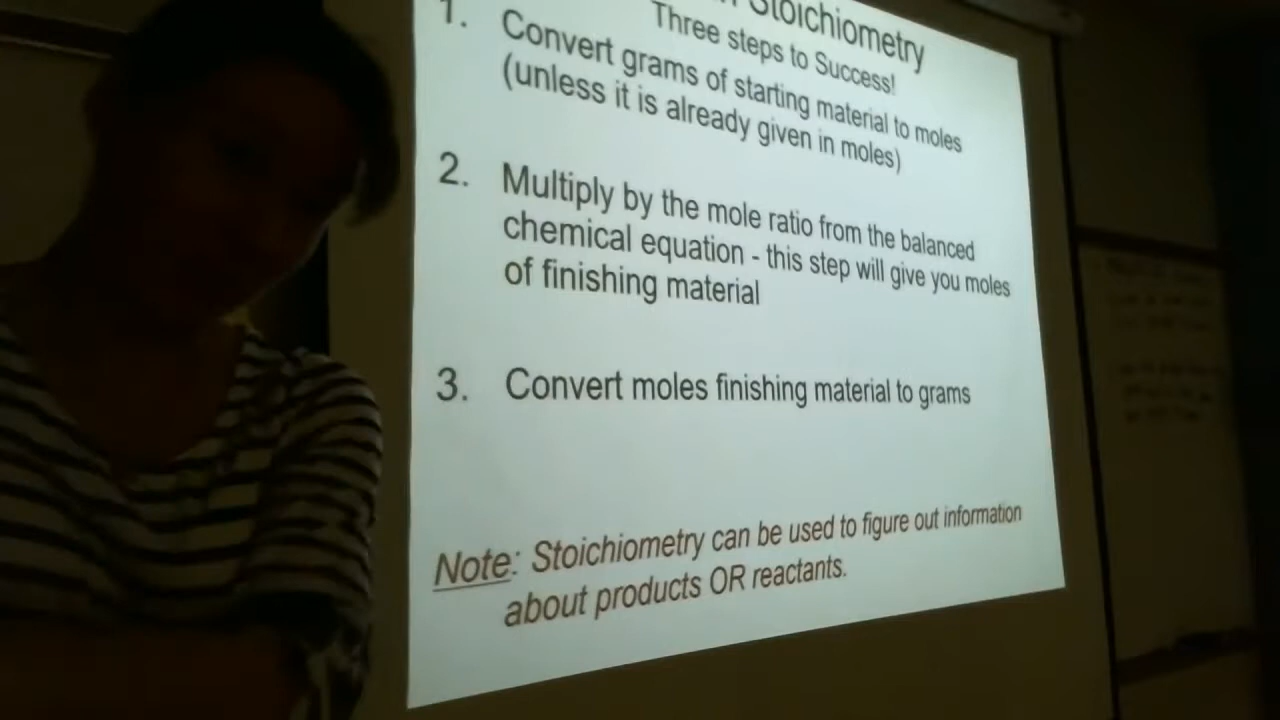 Stoichiometry
Three steps to Success!
1. Convert grams of starting material to moles
(unless it is already given in moles)
2. Multiply by the mole ratio from the balanced
chemical equation - this step will give you moles
of finishing material
3. Convert moles finishing material to grams
Note: Stoichiometry can be used to figure out information
about products OR reactants.